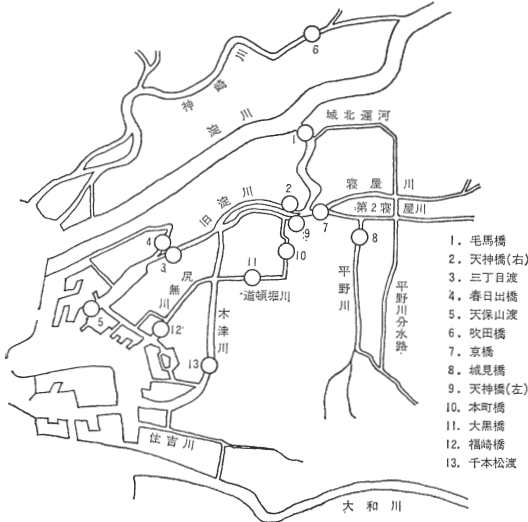 6
神崎川
淀川
城北運河
1
寝屋川
2
旧淀川
7
第2寝屋川
9
8
4
3
10
尻無川
11
道頓堀川
平野川
平野川分水路
5
12
木津川
13
住吉川
大和川
1. 毛馬橋
2. 天神橋(右)
3. 三丁目渡
4. 春日出橋
5. 天保山渡
6. 吹田橋
7. 京橋
8. 城見橋
9. 天神橋(左)
10. 本町橋
11. 大黒橋
12. 福崎橋
13. 千本松渡